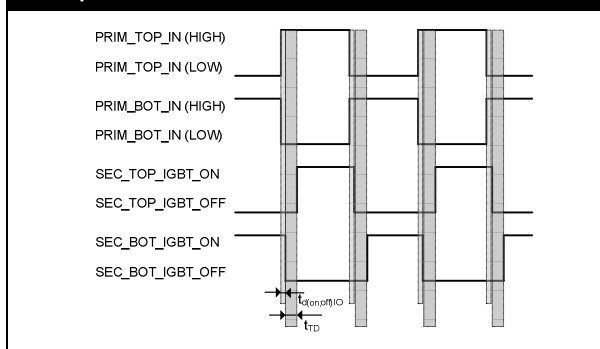 PRIM_TOP_IN (HIGH)
PRIM_TOP_IN (LOW)
PRIM_BOT_IN (HIGH)
PRIM_BOT_IN (LOW)
SEC_TOP_IGBT_ON
SEC_TOP_IGBT_OFF
SEC_BOT_IGBT_ON
SEC_BOT_IGBT_OFF
td(on;off)IO
tTD